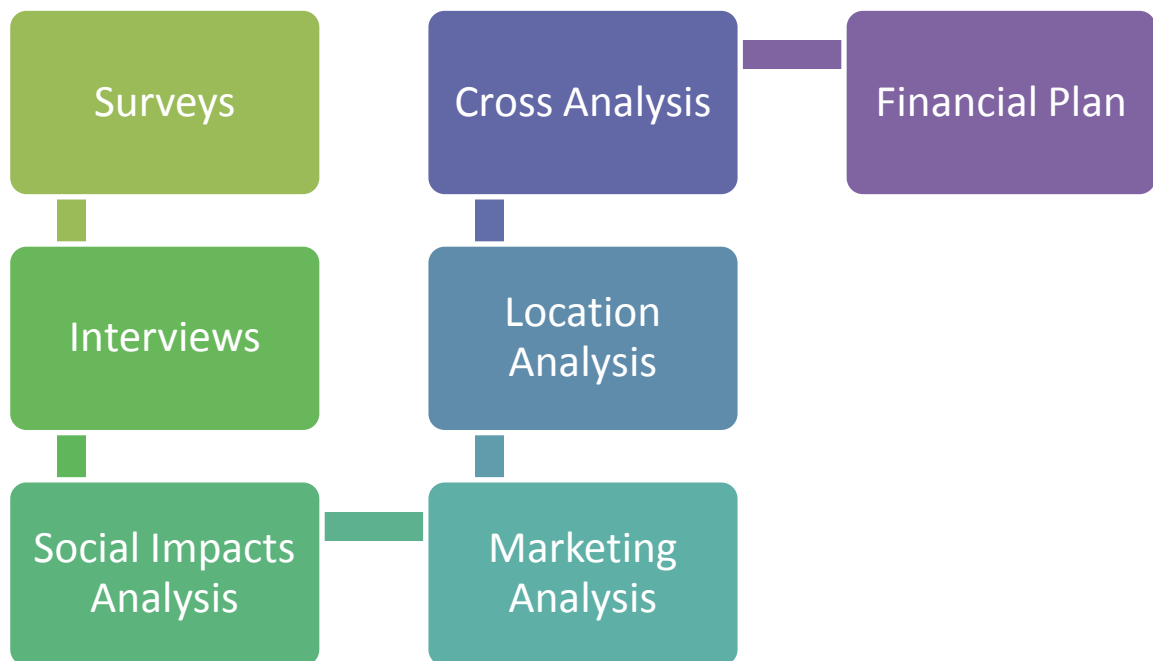 Surveys
Interviews
Social Impacts
Analysis
Marketing
Analysis
Location
Analysis
Cross Analysis
Financial Plan